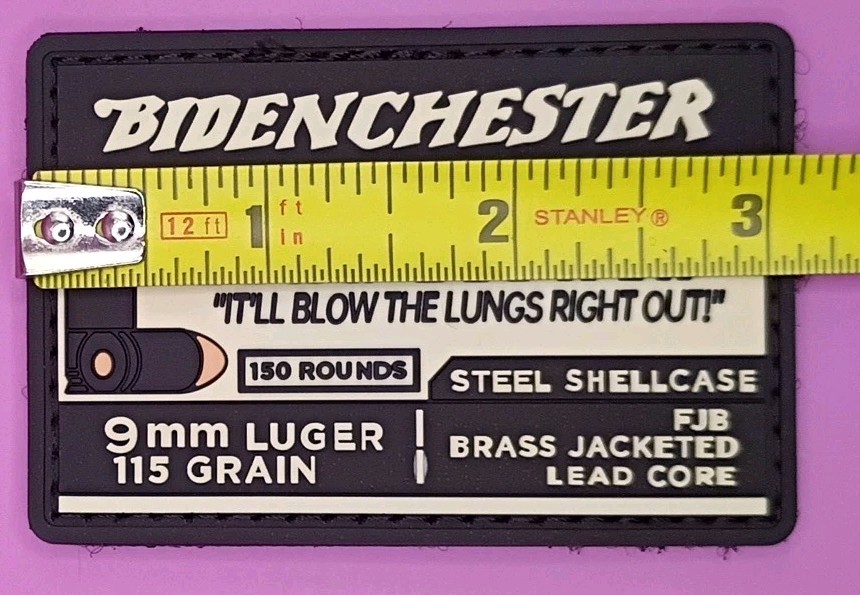 BIDENCHESTER
12 ft 1 ft in 2 STANLEY® 3
"IT'LL BLOW THE LUNGS RIGHT OUT!"
150 ROUNDS
STEEL SHELLCASE
9mm LUGER
115 GRAIN
FJB
BRASS JACKETED
LEAD CORE